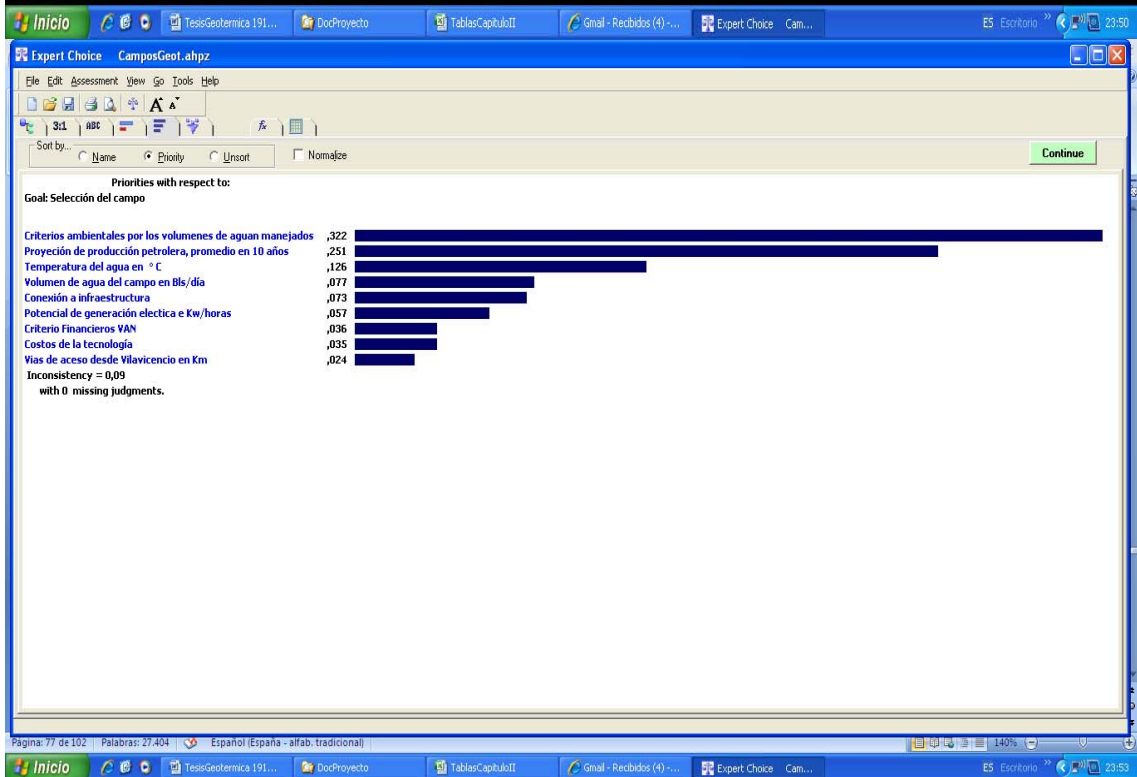 Inicio TesisGeotermica 191... DocProyecto TablasCapituloII Gmail - Recibidos (4) -... Expert Choice Cam... ES Escritorio » 23:50
Expert Choice CamposGeot.ahpz
File Edit Assessment View Go Tools Help
A A
3:1 ABC fx
Sort by... Name Priority Unsort Normalize Continue
Priorities with respect to:
Goal: Selección del campo
Criterios ambientales por los volumenes de aguan manejados ,322
Proyeción de producción petrolera, promedio en 10 años ,251
Temperatura del agua en °C ,126
Volumen de agua del campo en Bls/día ,077
Conexión a infraestructura ,073
Potencial de generación electica e Kw/horas ,057
Criterio Financieros VAN ,036
Costos de la tecnología ,035
Vias de aceso desde Vilavicencio en Km ,024
Inconsistency = 0,09
with 0 missing judgments.
Página: 77 de 102 Palabras: 27.404 Español (España - alfab. tradicional) 140%
Inicio TesisGeotermica 191... DocProyecto TablasCapituloII Gmail - Recibidos (4) -... Expert Choice Cam... ES Escritorio » 23:53